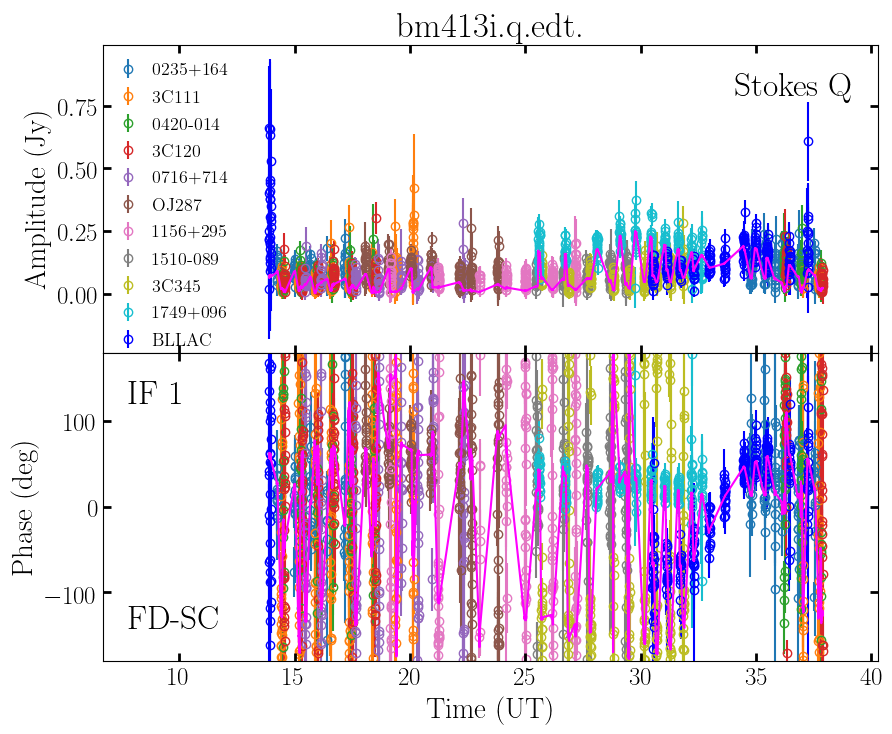 bm413i.q.edt.
Stokes Q
Amplitude (Jy)
0.75
0.50
0.25
0.00
0235+164
3C111
0420-014
3C120
0716+714
OJ287
1156+295
1510-089
3C345
1749+096
BLLAC
IF 1
Phase (deg)
100
0
−100
FD-SC
10
15
20
25
30
35
40
Time (UT)